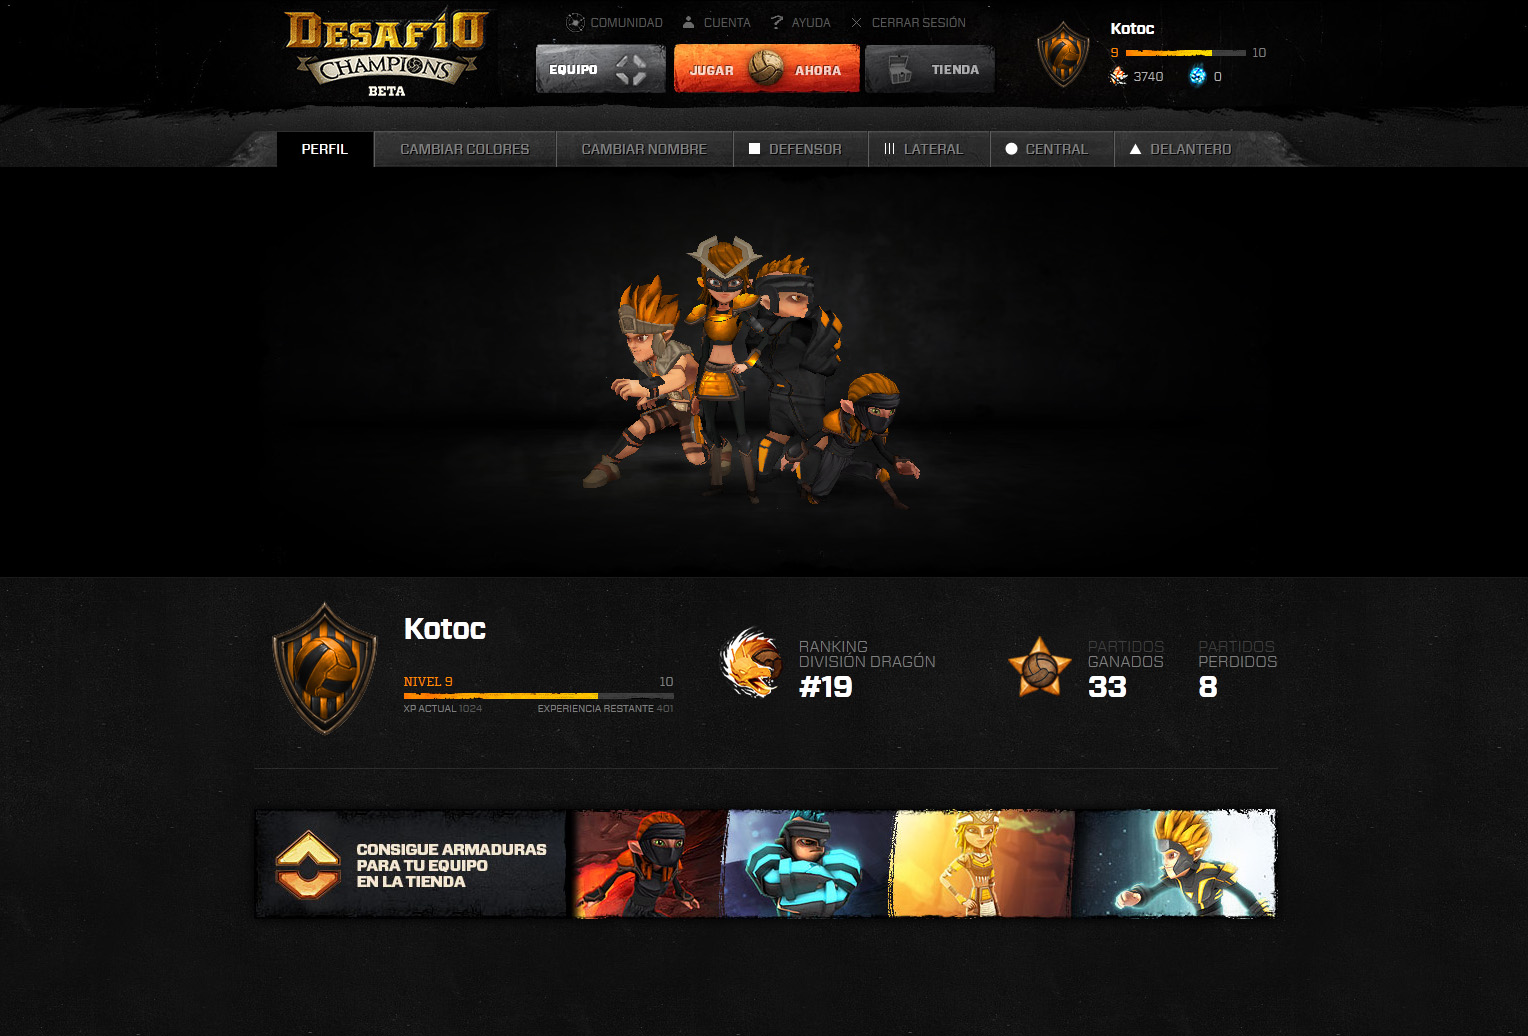 DESAFÍO
CHAMPIONS
BETA
COMUNIDAD
CUENTA
AYUDA
CERRAR SESIÓN
EQUIPO
JUGAR AHORA
TIENDA
Kotoc
9 10
3740 0
PERFIL
CAMBIAR COLORES
CAMBIAR NOMBRE
DEFENSOR
LATERAL
CENTRAL
DELANTERO
Kotoc
NIVEL 9 10
XP ACTUAL 1024 EXPERIENCIA RESTANTE 401
RANKING
DIVISIÓN DRAGÓN
#19
PARTIDOS
GANADOS
33
PARTIDOS
PERDIDOS
8
CONSIGUE ARMADURAS
PARA TU EQUIPO
EN LA TIENDA